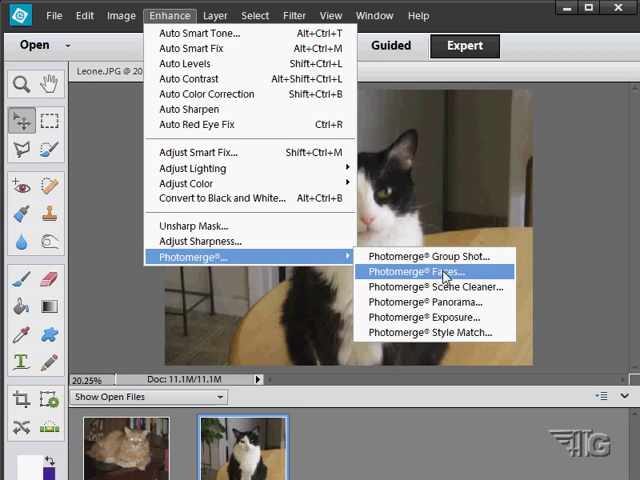 File Edit Image Enhance Layer Select Filter View Window Help
Open
Guided
Expert
Leone.JPG @ 20
Auto Smart Tone... Alt+Ctrl+T
Auto Smart Fix Alt+Ctrl+M
Auto Levels Shift+Ctrl+L
Auto Contrast Alt+Shift+Ctrl+L
Auto Color Correction Shift+Ctrl+B
Auto Sharpen
Auto Red Eye Fix Ctrl+R
Adjust Smart Fix... Shift+Ctrl+M
Adjust Lighting
Adjust Color
Convert to Black and White... Alt+Ctrl+B
Unsharp Mask...
Adjust Sharpness...
Photomerge®...
Photomerge® Group Shot...
Photomerge® Faces...
Photomerge® Scene Cleaner...
Photomerge® Panorama...
Photomerge® Exposure...
Photomerge® Style Match...
20.25% Doc: 11.1M/11.1M
Show Open Files